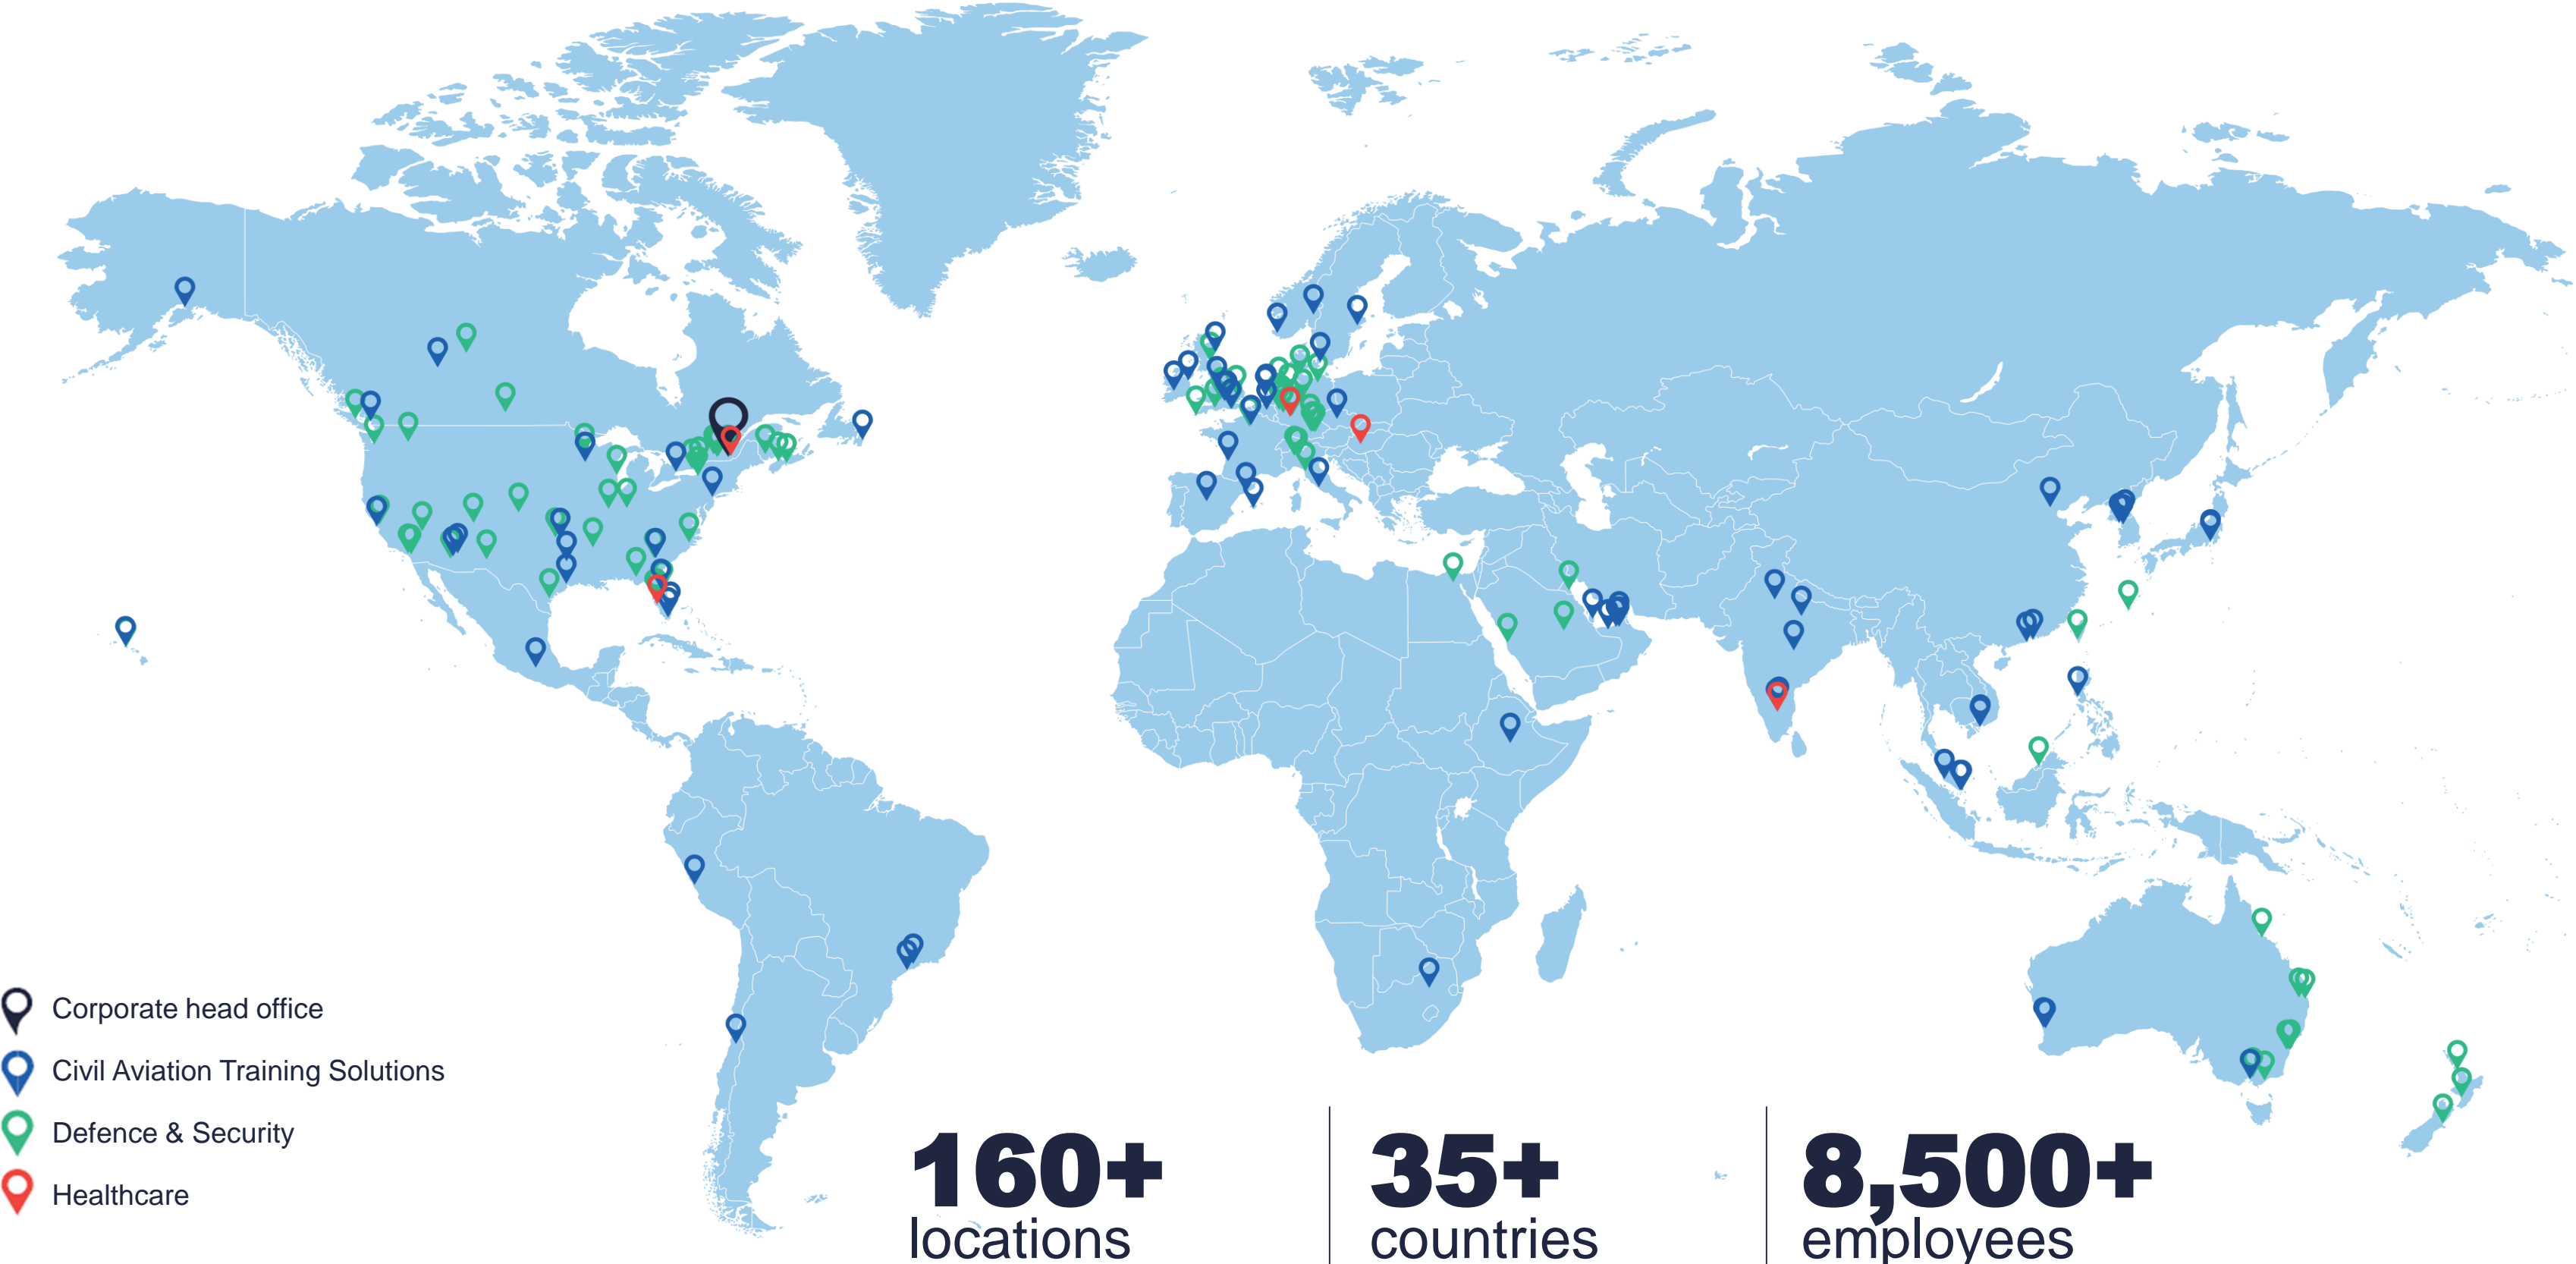 Corporate head office
Civil Aviation Training Solutions
Defence & Security
Healthcare
160+
locations
35+
countries
8,500+
employees